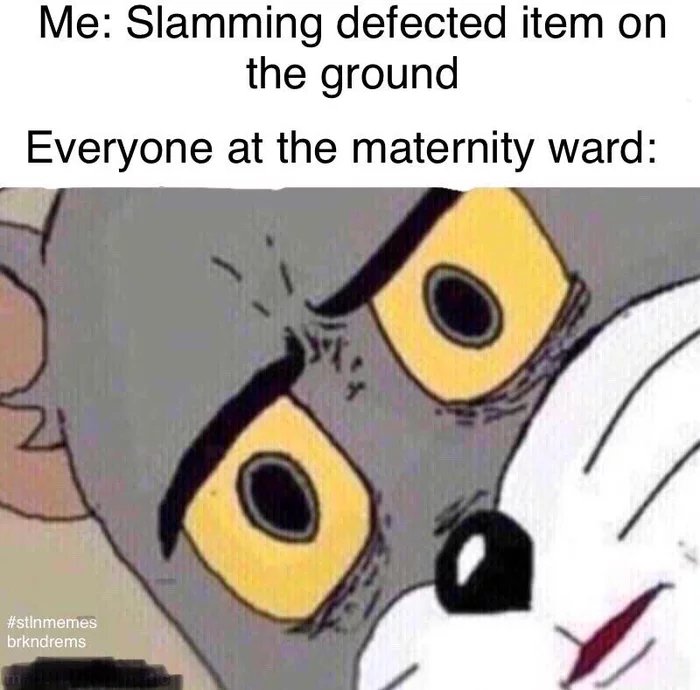 Me: Slamming defected item on
the ground
Everyone at the maternity ward:
#stlnmemes
brkndrems